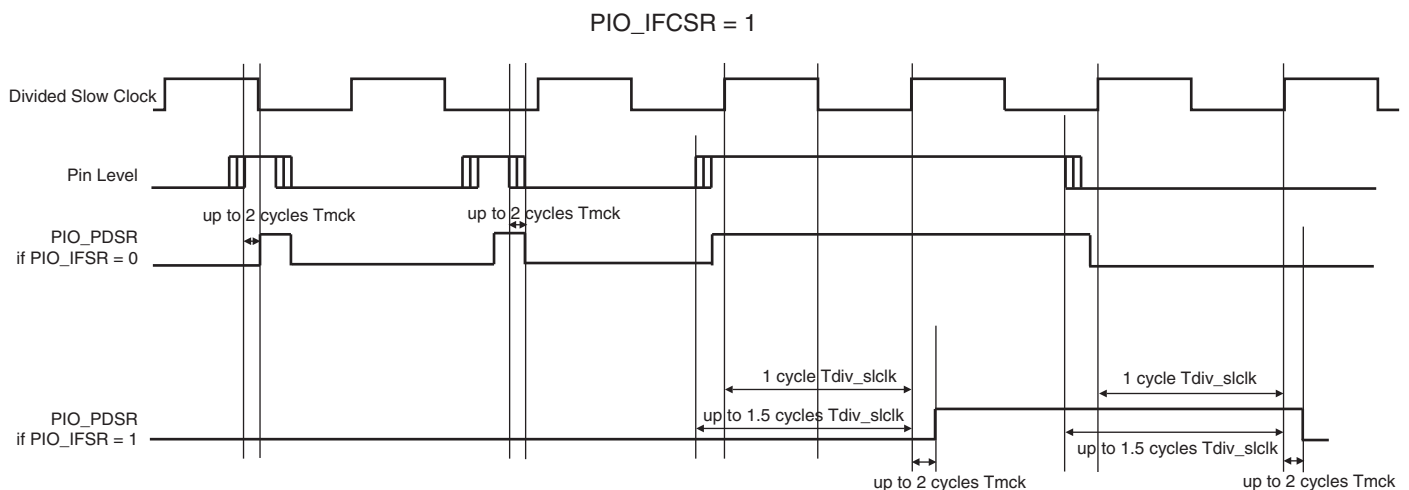 PIO_IFCSR = 1
Divided Slow Clock
Pin Level
up to 2 cycles Tmck
up to 2 cycles Tmck
PIO_PDSR
if PIO_IFSR = 0
1 cycle Tdiv_slclk
1 cycle Tdiv_slclk
up to 1.5 cycles Tdiv_slclk
PIO_PDSR
if PIO_IFSR = 1
up to 1.5 cycles Tdiv_slclk
up to 2 cycles Tmck
up to 2 cycles Tmck